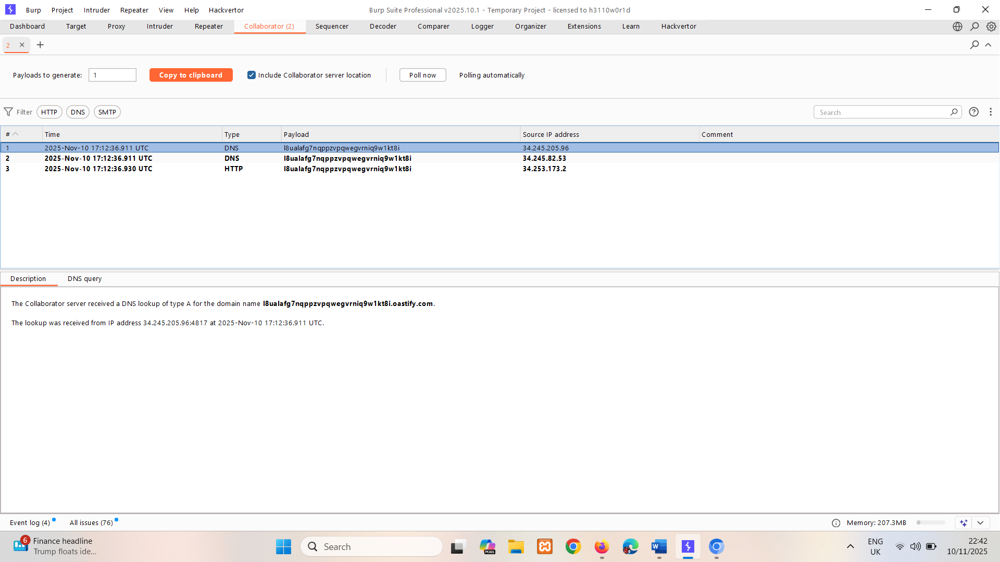 Burp Project Intruder Repeater View Help Hackvertor Burp Suite Professional v2025.10.1 - Temporary Project - licensed to h3110w0r1d
Dashboard Target Proxy Intruder Repeater Collaborator (2) Sequencer Decoder Comparer Logger Organizer Extensions Learn Hackvertor
2
Payloads to generate: 1 Copy to clipboard Include Collaborator server location Poll now Polling automatically
Filter HTTP DNS SMTP Search
# Time Type Payload Source IP address Comment
1 2025-Nov-10 17:12:36.911 UTC DNS l8ualafg7nqppzvpqwegvrniq9w1kt8i 34.245.205.96
2 2025-Nov-10 17:12:36.911 UTC DNS l8ualafg7nqppzvpqwegvrniq9w1kt8i 34.245.82.53
3 2025-Nov-10 17:12:36.930 UTC HTTP l8ualafg7nqppzvpqwegvrniq9w1kt8i 34.253.173.2
Description DNS query
The Collaborator server received a DNS lookup of type A for the domain name l8ualafg7nqppzvpqwegvrniq9w1kt8i.oastify.com.
The lookup was received from IP address 34.245.205.96:4817 at 2025-Nov-10 17:12:36.911 UTC.
Event log (4) All issues (76) Memory: 207.3MB
6 Finance headline
Trump floats ide...
Search
M365
ENG
UK
22:42
10/11/2025